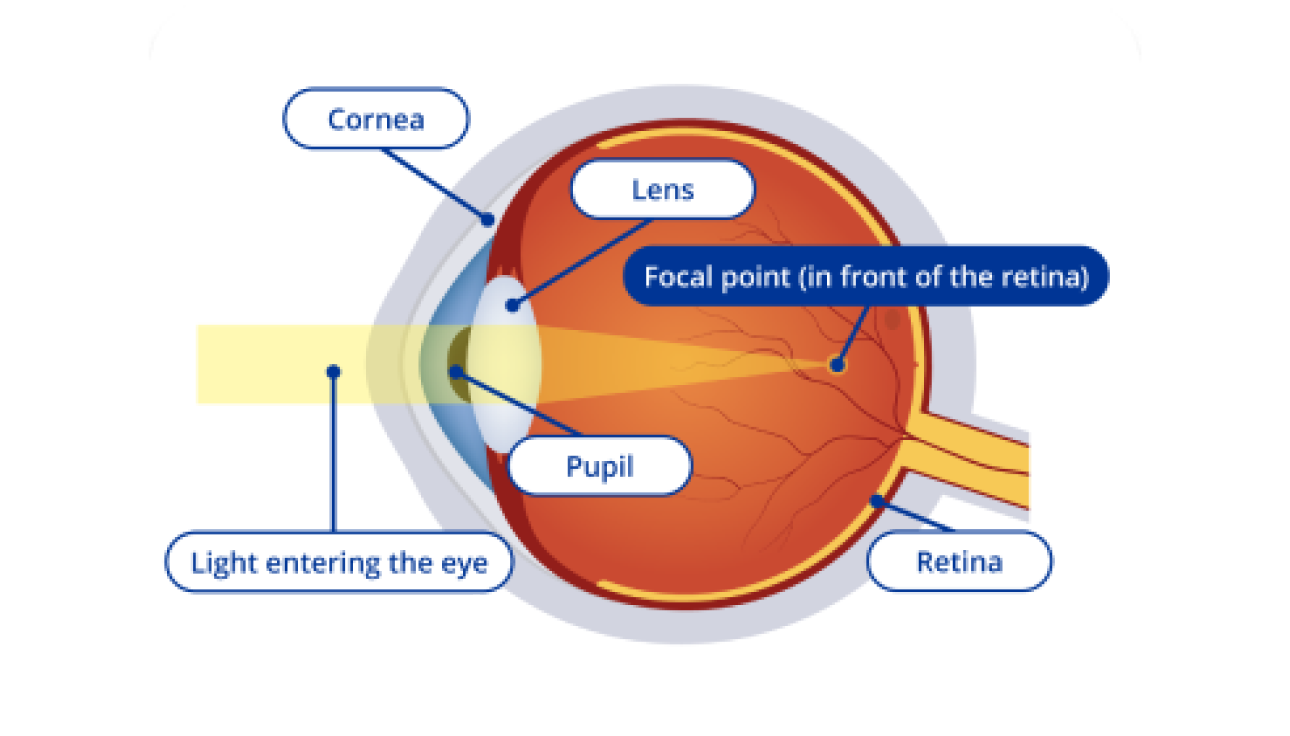 Cornea
Lens
Focal point (in front of the retina)
Pupil
Light entering the eye
Retina